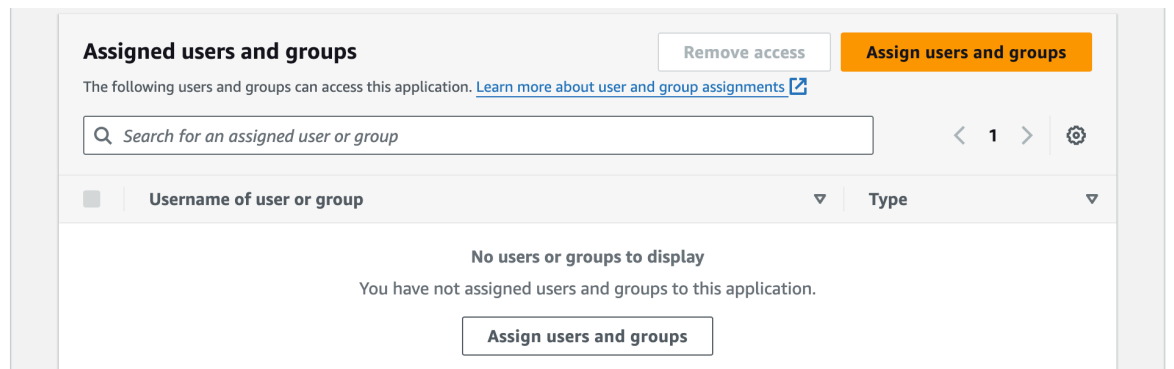 Assigned users and groups
Remove access
Assign users and groups
The following users and groups can access this application. Learn more about user and group assignments
Search for an assigned user or group
1
Username of user or group
Type
No users or groups to display
You have not assigned users and groups to this application.
Assign users and groups